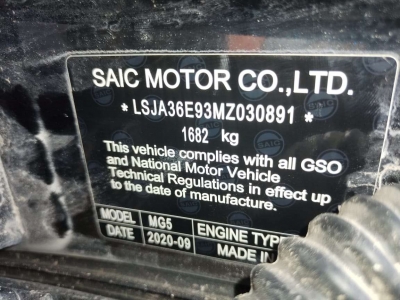 SAIC MOTOR CO.,LTD.
* LSJA36E93MZ030891 *
1682 kg
This vehicle complies with all GSO
and National Motor Vehicle
Technical Regulations in effect up
to the date of manufacture.
MODEL MG5 ENGINE TYPE
DATE 2020-09 MADE IN